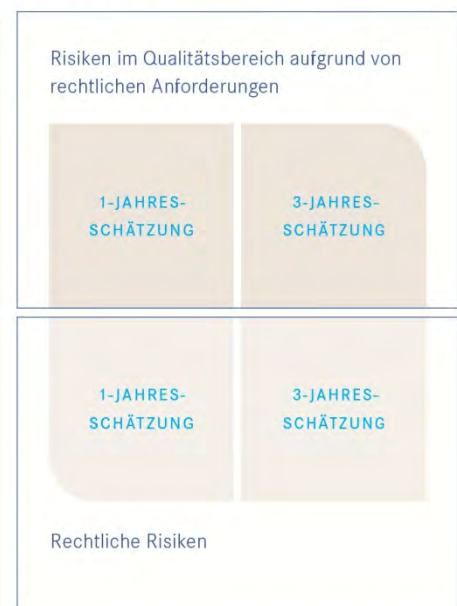 Risiken im Qualitätsbereich aufgrund von
rechtlichen Anforderungen
1-JAHRES-
SCHÄTZUNG
3-JAHRES-
SCHÄTZUNG
1-JAHRES-
SCHÄTZUNG
3-JAHRES-
SCHÄTZUNG
Rechtliche Risiken